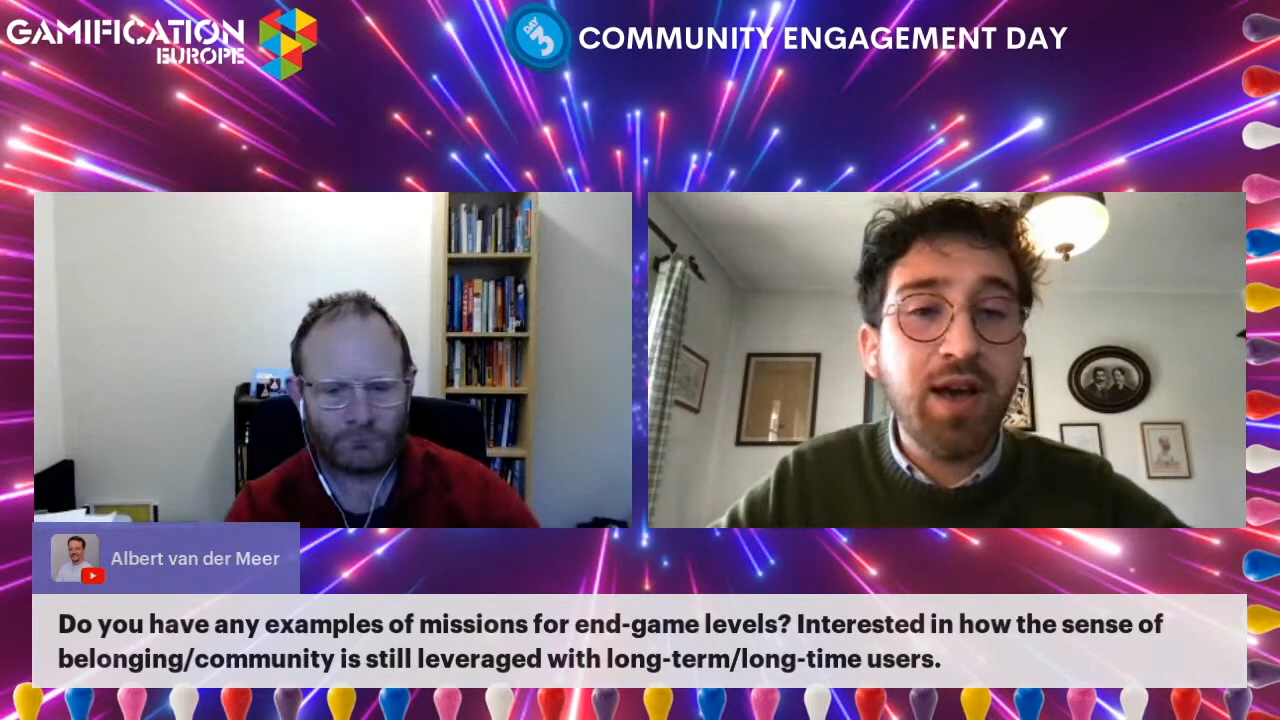 GAMIFICATION
EUROPE
DAY
3
COMMUNITY ENGAGEMENT DAY
Albert van der Meer
Do you have any examples of missions for end-game levels? Interested in how the sense of
belonging/community is still leveraged with long-term/long-time users.